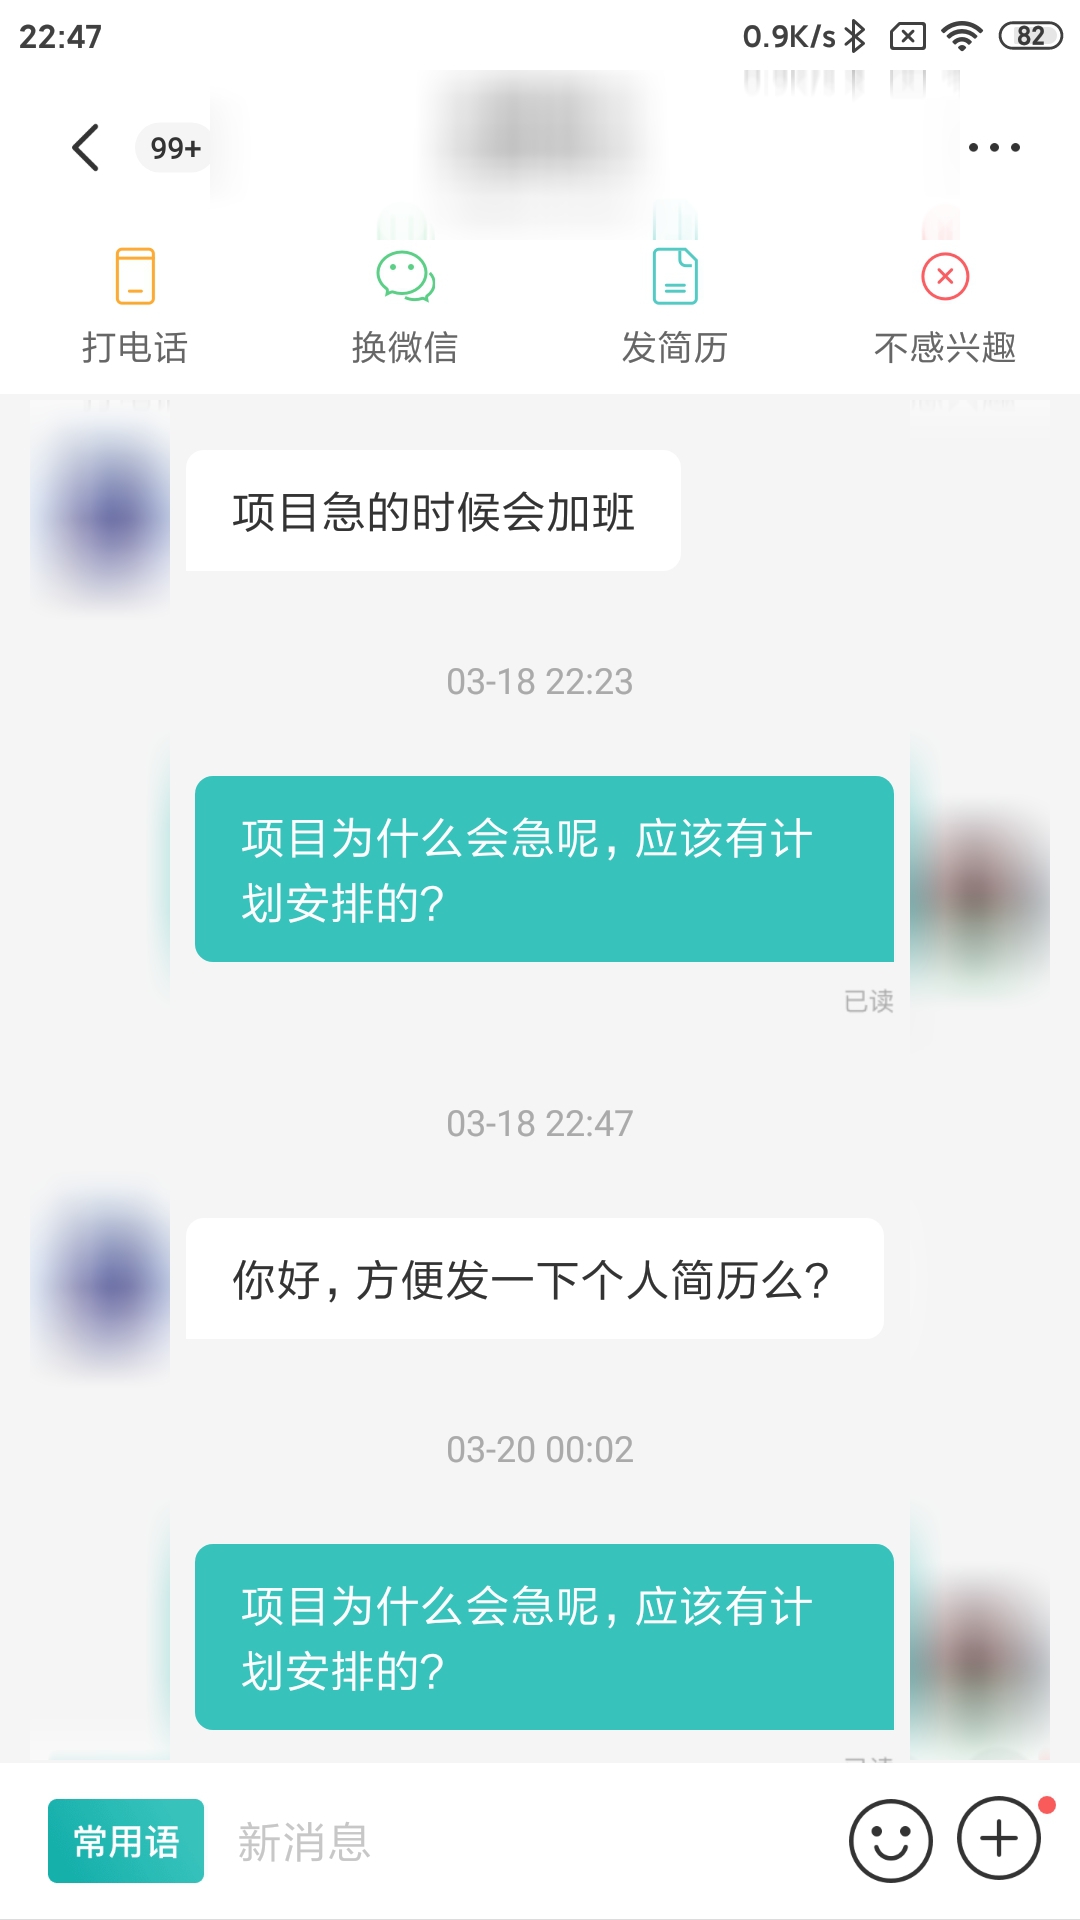 22:47
0.9K/s
82
99+
打电话
换微信
发简历
不感兴趣
项目急的时候会加班
03-18 22:23
项目为什么会急呢，应该有计
划安排的?
已读
03-18 22:47
你好，方便发一下个人简历么?
03-20 00:02
项目为什么会急呢，应该有计
划安排的?
常用语
新消息